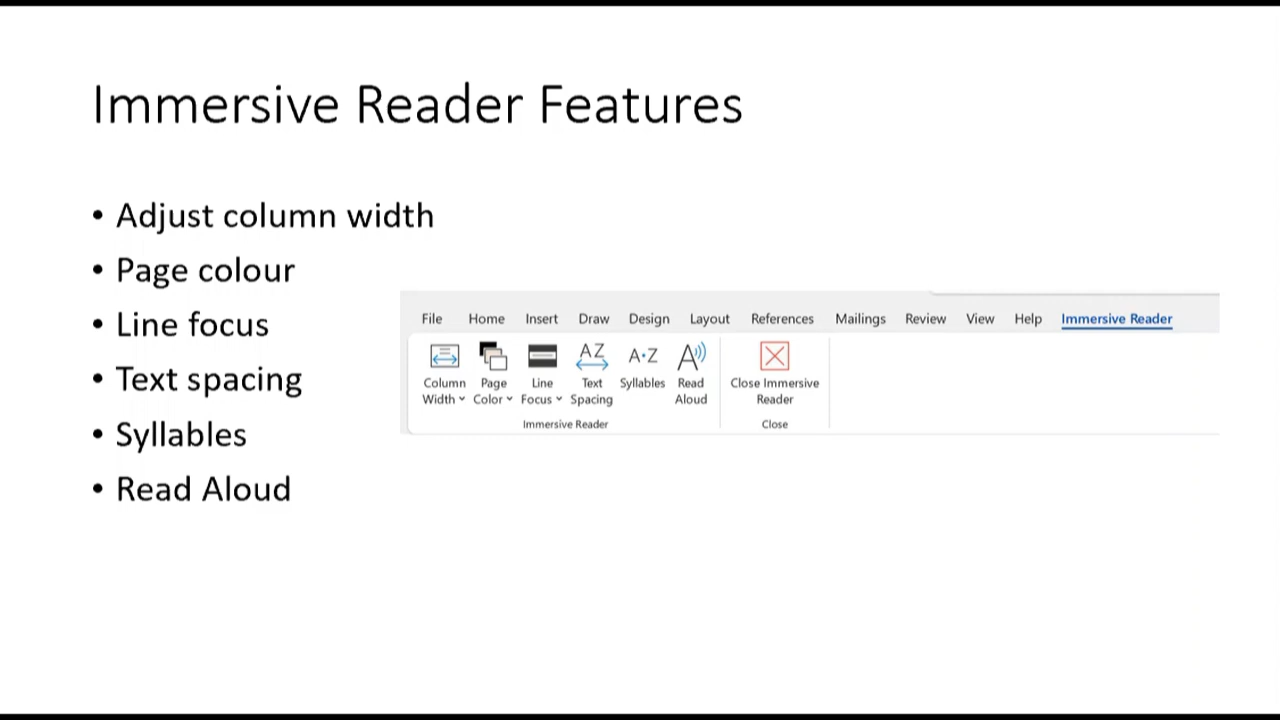 Immersive Reader Features
• Adjust column width
• Page colour
• Line focus
• Text spacing
• Syllables
• Read Aloud
File Home Insert Draw Design Layout References Mailings Review View Help Immersive Reader
AZ A·Z A
Column Page Line Text Syllables Read Close Immersive
Width Color Focus Spacing Aloud Reader
Immersive Reader Close